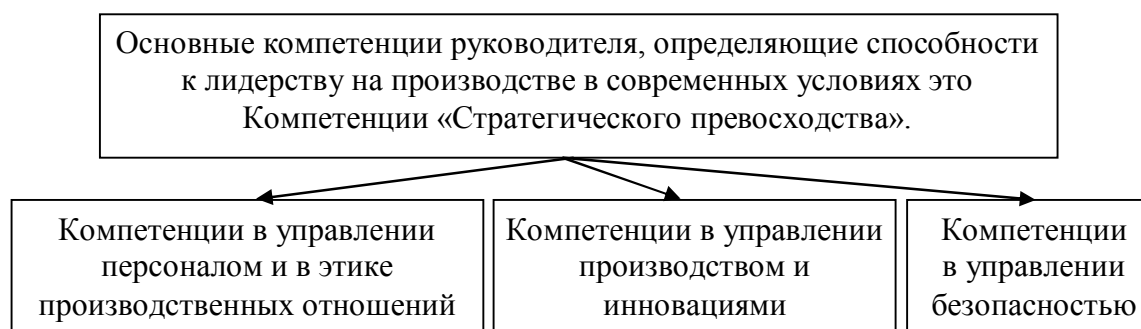 Основные компетенции руководителя, определяющие способности
к лидерству на производстве в современных условиях это
Компетенции «Стратегического превосходства».
Компетенции в управлении
персоналом и в этике
производственных отношений
Компетенции в управлении
производством и
инновациями
Компетенции
в управлении
безопасностью